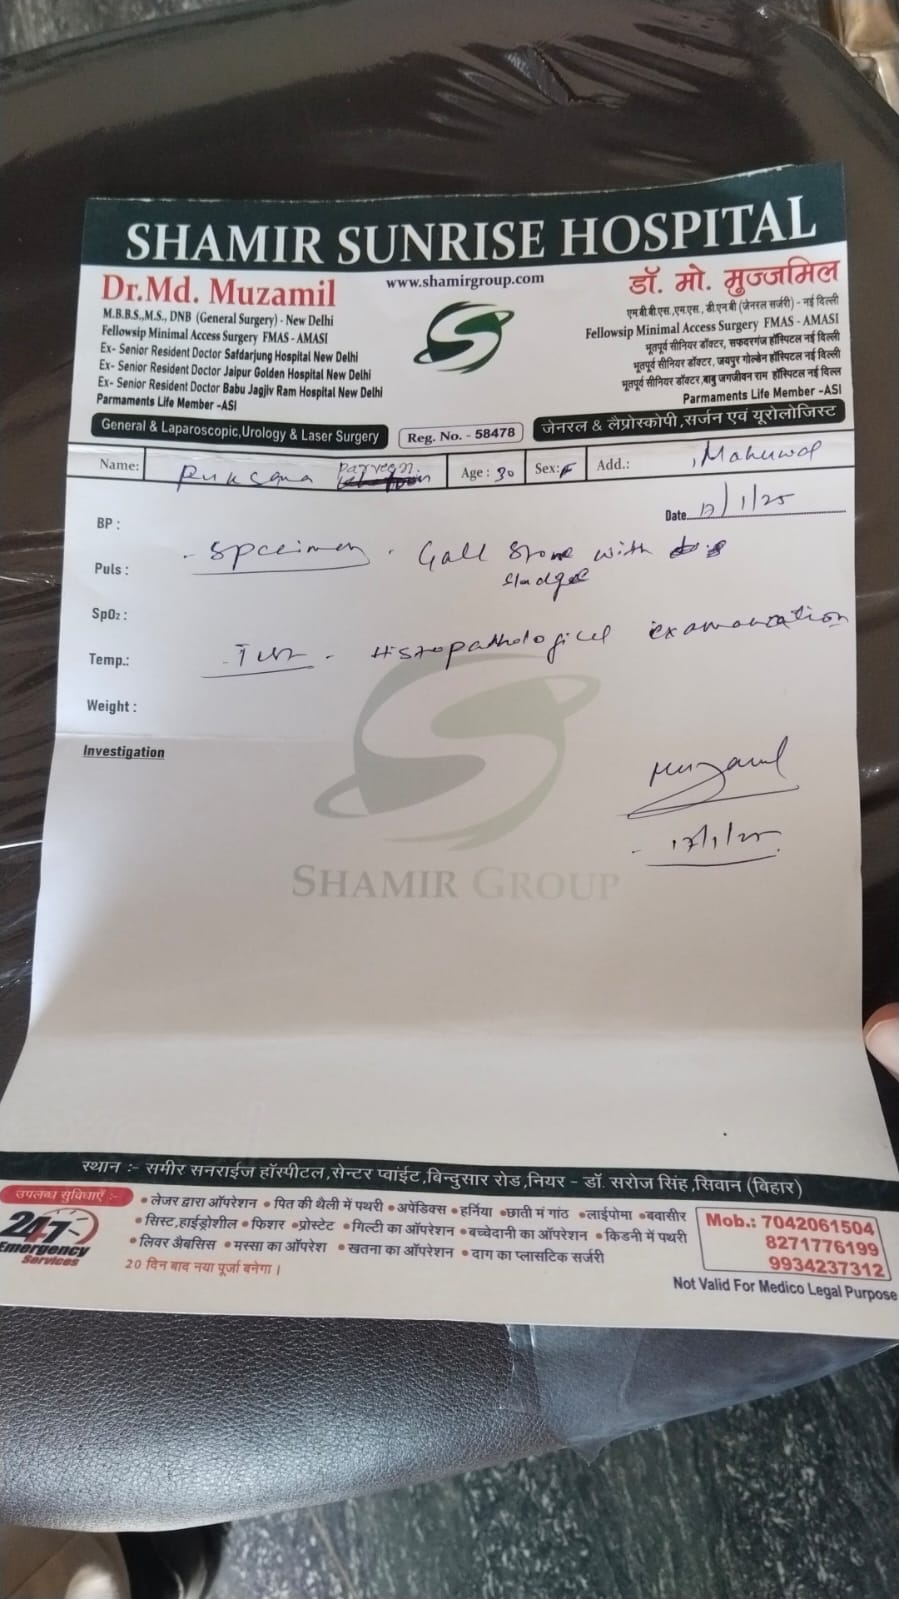 SHAMIR SUNRISE HOSPITAL
www.shamirgroup.com
Dr.Md. Muzamil
M.B.B.S.,M.S., DNB (General Surgery) - New Delhi
Fellowsip Minimal Access Surgery FMAS - AMASI
Ex- Senior Resident Doctor Safdarjung Hospital New Delhi
Ex- Senior Resident Doctor Jaipur Golden Hospital New Delhi
Ex- Senior Resident Doctor Babu Jagjiv Ram Hospital New Delhi
Parmaments Life Member -ASI
General & Laparoscopic,Urology & Laser Surgery
Reg. No. - 58478
डॉ. मो. मुज्जमिल
एम.बी.बी.एस.,एम.एस., डी.एन.बी (जेनरल सर्जरी) - नई दिल्ली
Fellowsip Minimal Access Surgery FMAS - AMASI
भूतपूर्व सीनियर डॉक्टर, सफदरगंज हॉस्पिटल नई दिल्ली
भूतपूर्व सीनियर डॉक्टर, जयपुर गोल्डेन हॉस्पिटल नई दिल्ली
भूतपूर्व सीनियर डॉक्टर,बाबु जगजीवन राम हॉस्पिटल नई दिल्ल
Parmaments Life Member -ASI
जेनरल & लैप्रोस्कोपी,सर्जन एवं यूरोलॉजिस्ट
Name: Ruksana Parveen Age : 30 Sex: F Add.:
Date 17/1/25
BP :
- Specimen - Gall Stone with
sludge
Puls :
SpO2 :
- Test - Histopathological examanation
Temp.:
Weight :
Investigation
Muzamil
17/1/25
SHAMIR GROUP
स्थान :- समीर सनराईज हॉस्पीटल,सेन्टर प्वाईट,बिन्दुसार रोड,नियर - डॉ. सरोज सिंह,सिवान (बिहार)
उपलब्ध सुविधाएँ :-
24X7
Emergency
Services
• लेजर द्वारा ऑपरेशन • पित की थैली में पथरी •अपेंडिक्स •हर्निया •छाती मं गांठ •लाईपोमा •बवासीर
•सिस्ट,हाईड्रोशील •फिशर •प्रोस्टेट •गिल्टी का ऑपरेशन •बच्चेदानी का ऑपरेशन •किडनी में पथरी
•लिवर अैबसिस •मस्सा का ऑपरेश •खतना का ऑपरेशन •दाग का प्लासटिक सर्जरी
20 दिन बाद नया पूर्जा बनेगा ।
Mob.: 7042061504
8271776199
9934237312
Not Valid For Medico Legal Purpose